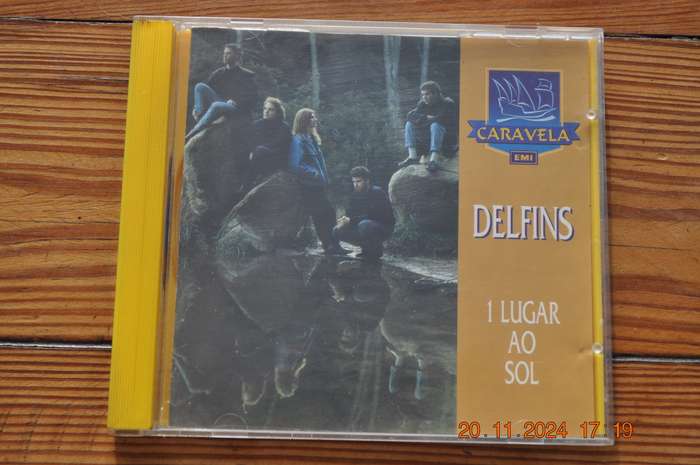 CARAVELA
EMI
DELFINS
1 LUGAR
AO
SOL
20.11.2024 17:19